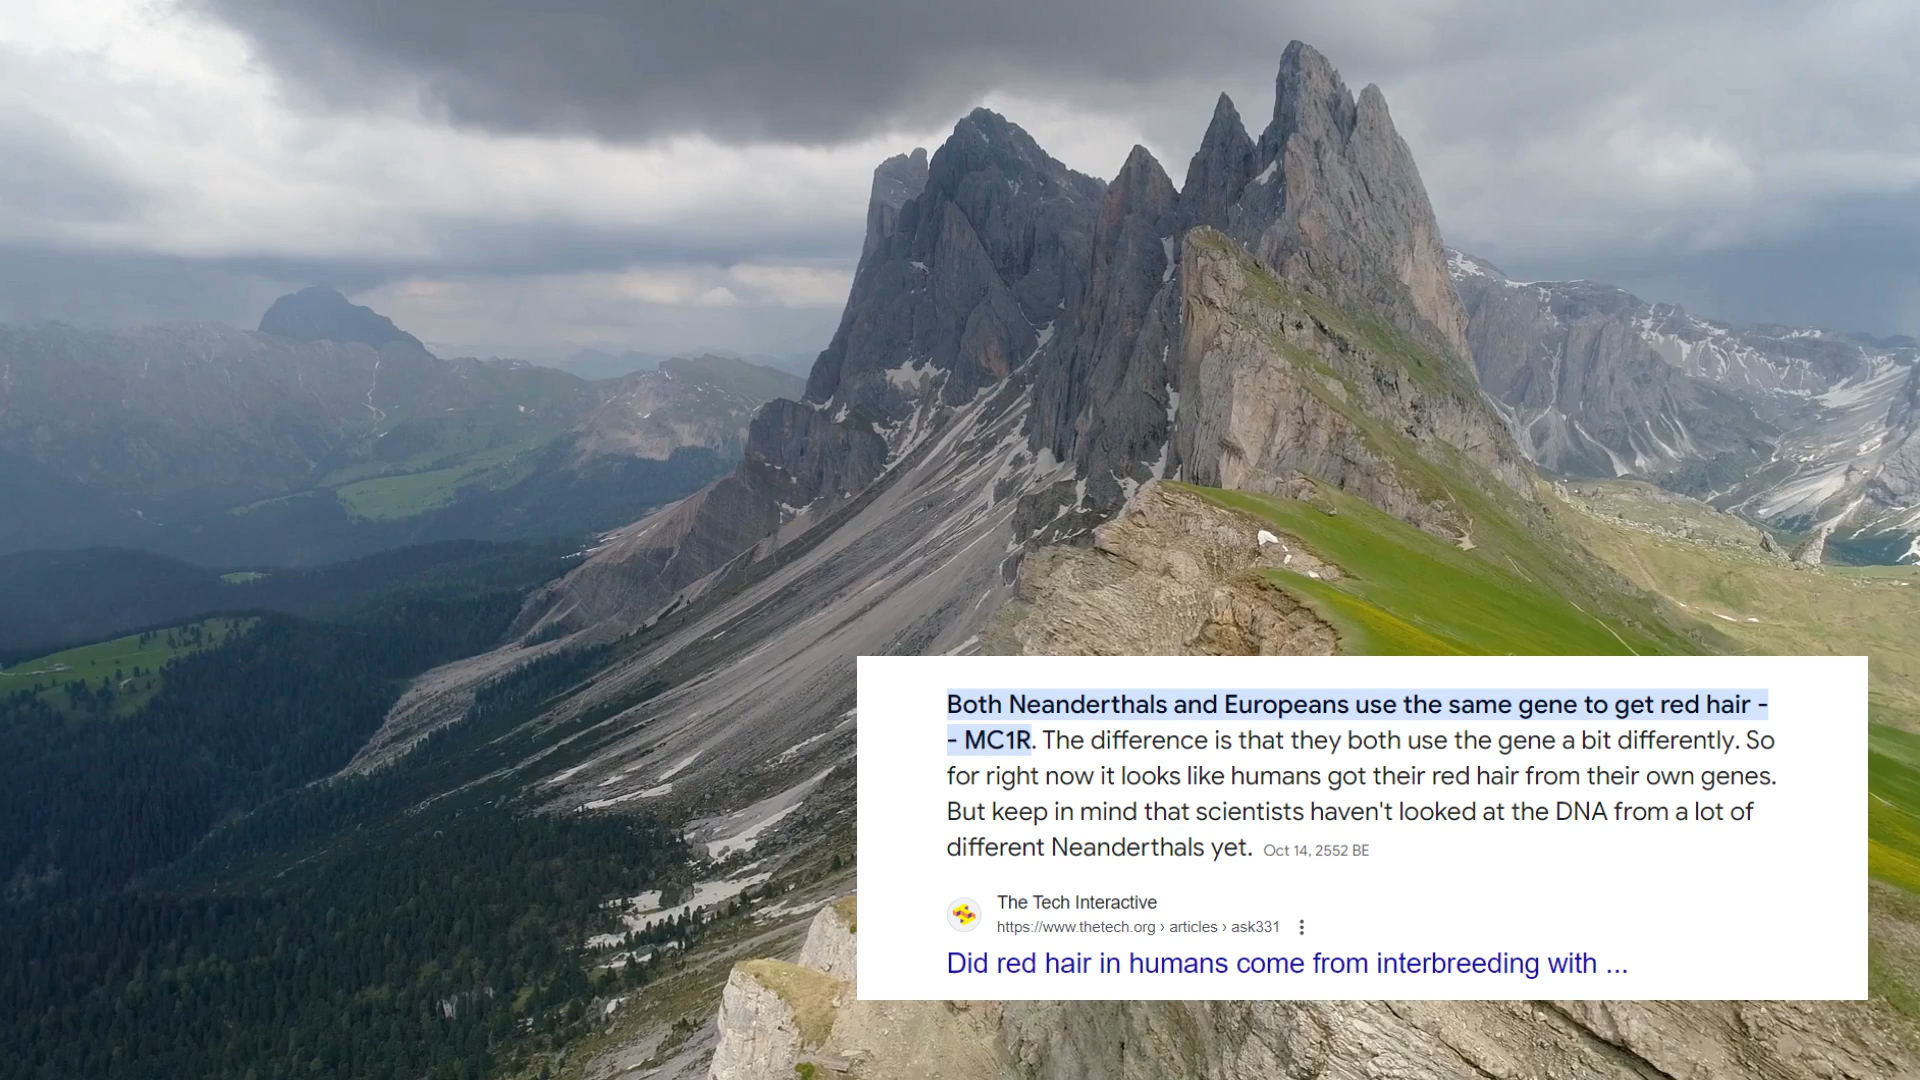 Both Neanderthals and Europeans use the same gene to get red hair -
- MC1R. The difference is that they both use the gene a bit differently. So
for right now it looks like humans got their red hair from their own genes.
But keep in mind that scientists haven't looked at the DNA from a lot of
different Neanderthals yet. Oct 14, 2552 BE
The Tech Interactive
https://www.thetech.org › articles › ask331
Did red hair in humans come from interbreeding with ...